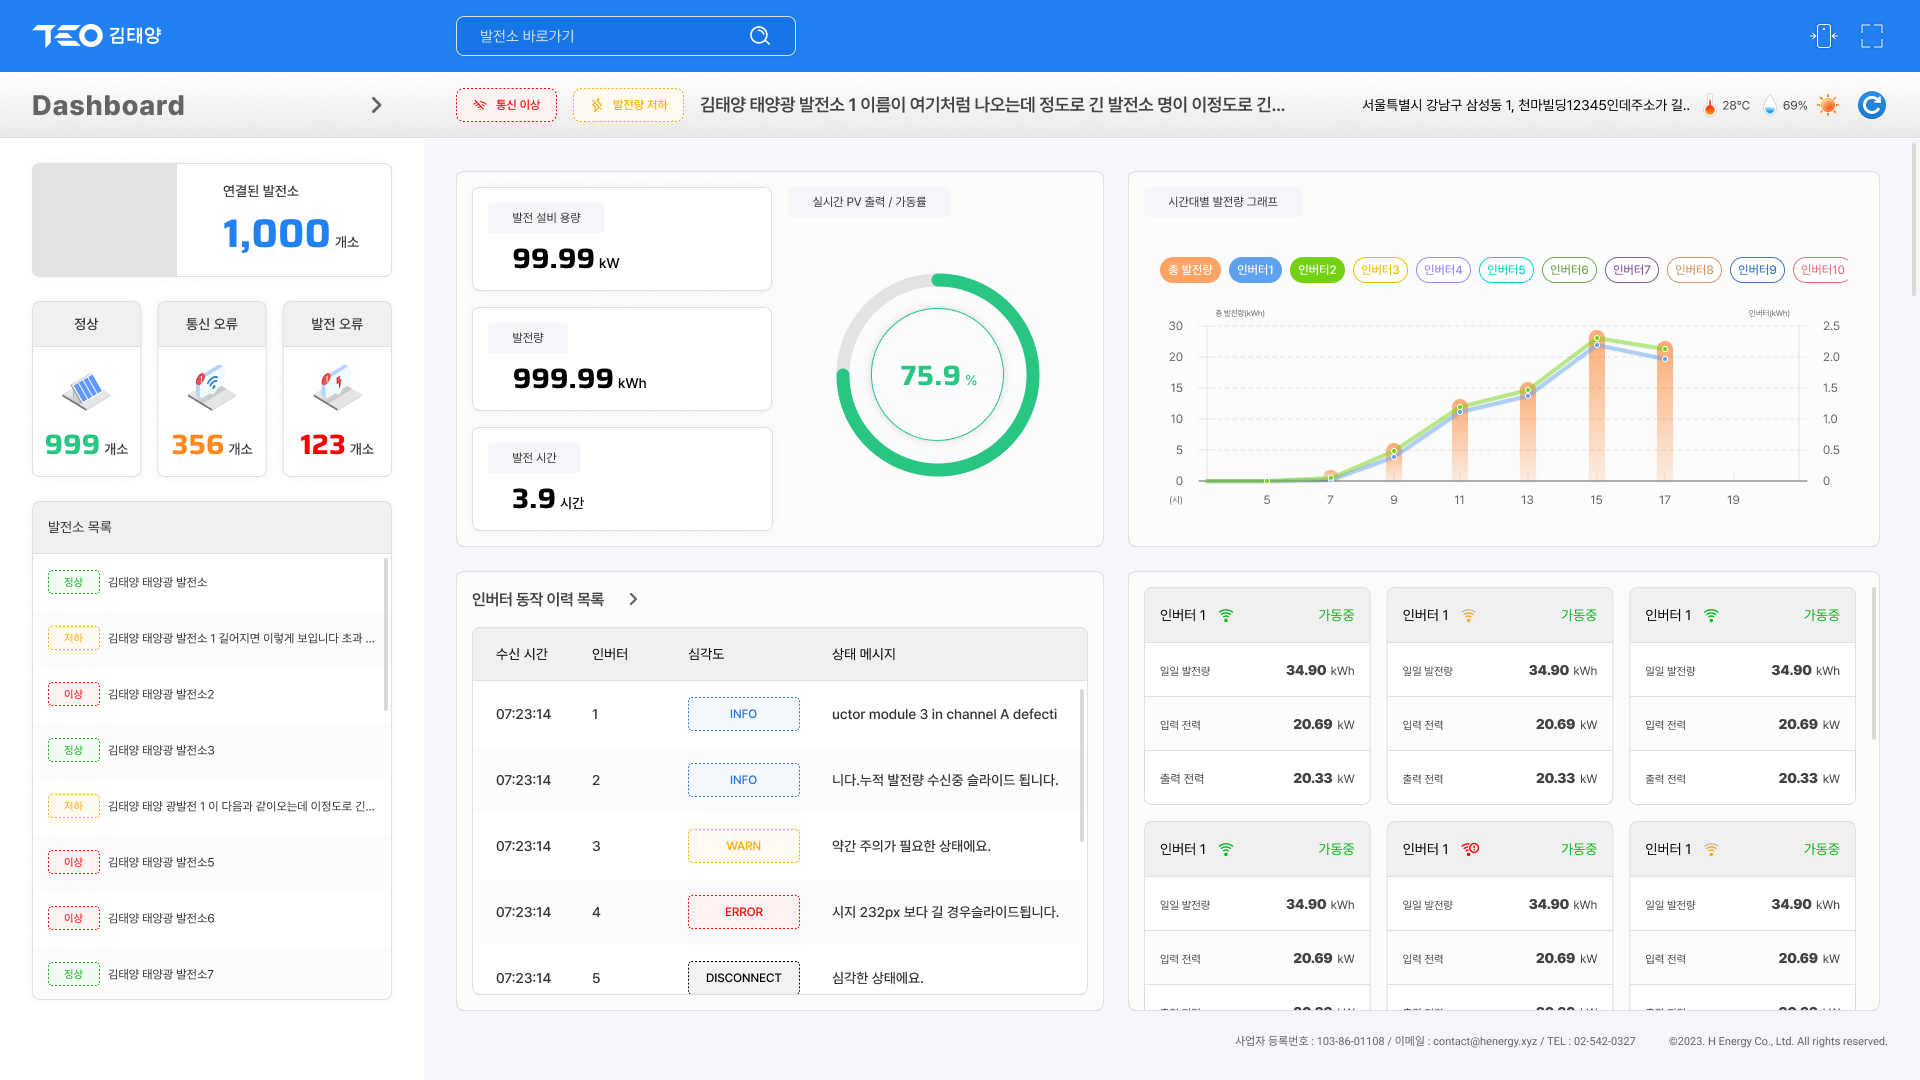 TEO 김태양
발전소 바로가기
Dashboard
통신 이상
발전량 저하
김태양 태양광 발전소 1 이름이 여기처럼 나오는데 정도로 긴 발전소 명이 이정도로 긴...
서울특별시 강남구 삼성동 1, 천마빌딩12345인데주소가 길..
28℃
69%
연결된 발전소
1,000 개소
정상
999 개소
통신 오류
356 개소
발전 오류
123 개소
발전소 목록
정상 김태양 태양광 발전소
저하 김태양 태양광 발전소 1 길어지면 이렇게 보입니다 초과 ...
이상 김태양 태양광 발전소2
정상 김태양 태양광 발전소3
저하 김태양 태양 광발전 1 이 다음과 같이오는데 이정도로 긴...
이상 김태양 태양광 발전소5
이상 김태양 태양광 발전소6
정상 김태양 태양광 발전소7
발전 설비 용량
99.99 kW
발전량
999.99 kWh
발전 시간
3.9 시간
실시간 PV 출력 / 가동률
75.9 %
시간대별 발전량 그래프
총 발전량 인버터1 인버터2 인버터3 인버터4 인버터5 인버터6 인버터7 인버터8 인버터9 인버터10
총 발전량(kWh) 인버터(kWh)
30 2.5
20 2.0
15 1.5
10 1.0
5 0.5
0 0
(시) 5 7 9 11 13 15 17 19
인버터 동작 이력 목록
수신 시간 인버터 심각도 상태 메시지
07:23:14 1 INFO uctor module 3 in channel A defecti
07:23:14 2 INFO 니다.누적 발전량 수신중 슬라이드 됩니다.
07:23:14 3 WARN 약간 주의가 필요한 상태에요.
07:23:14 4 ERROR 시지 232px 보다 길 경우슬라이드됩니다.
07:23:14 5 DISCONNECT 심각한 상태에요.
인버터 1 가동중 인버터 1 가동중 인버터 1 가동중
일일 발전량 34.90 kWh 일일 발전량 34.90 kWh 일일 발전량 34.90 kWh
입력 전력 20.69 kW 입력 전력 20.69 kW 입력 전력 20.69 kW
출력 전력 20.33 kW 출력 전력 20.33 kW 출력 전력 20.33 kW
인버터 1 가동중 인버터 1 가동중 인버터 1 가동중
일일 발전량 34.90 kWh 일일 발전량 34.90 kWh 일일 발전량 34.90 kWh
입력 전력 20.69 kW 입력 전력 20.69 kW 입력 전력 20.69 kW
사업자 등록번호 : 103-86-01108 / 이메일 : contact@henergy.xyz / TEL : 02-542-0327
©2023. H Energy Co., Ltd. All rights reserved.